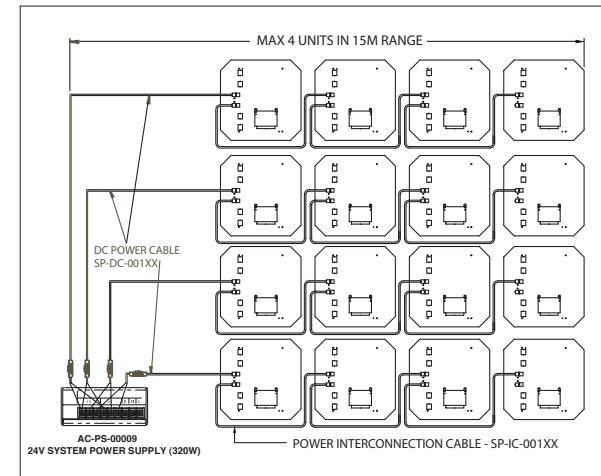 MAX 4 UNITS IN 15M RANGE
DC POWER CABLE
SP-DC-001XX
AC-PS-00009
24V SYSTEM POWER SUPPLY (320W)
POWER INTERCONNECTION CABLE - SP-IC-001XX